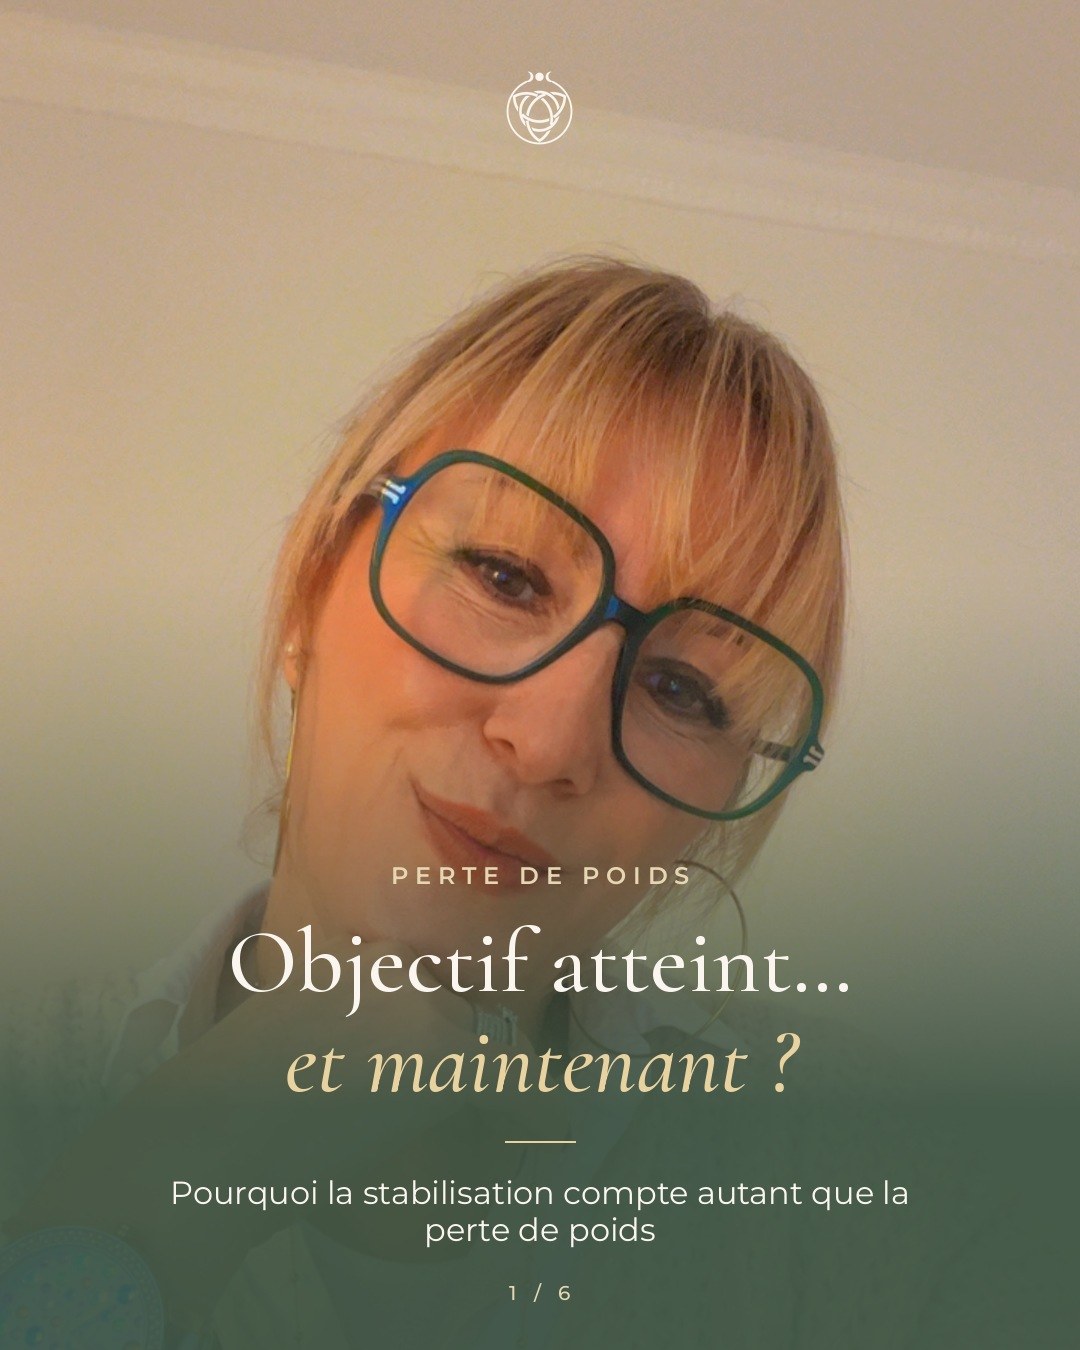 PERTE DE POIDS
Objectif atteint...
et maintenant ?
Pourquoi la stabilisation compte autant que la
perte de poids
1 / 6